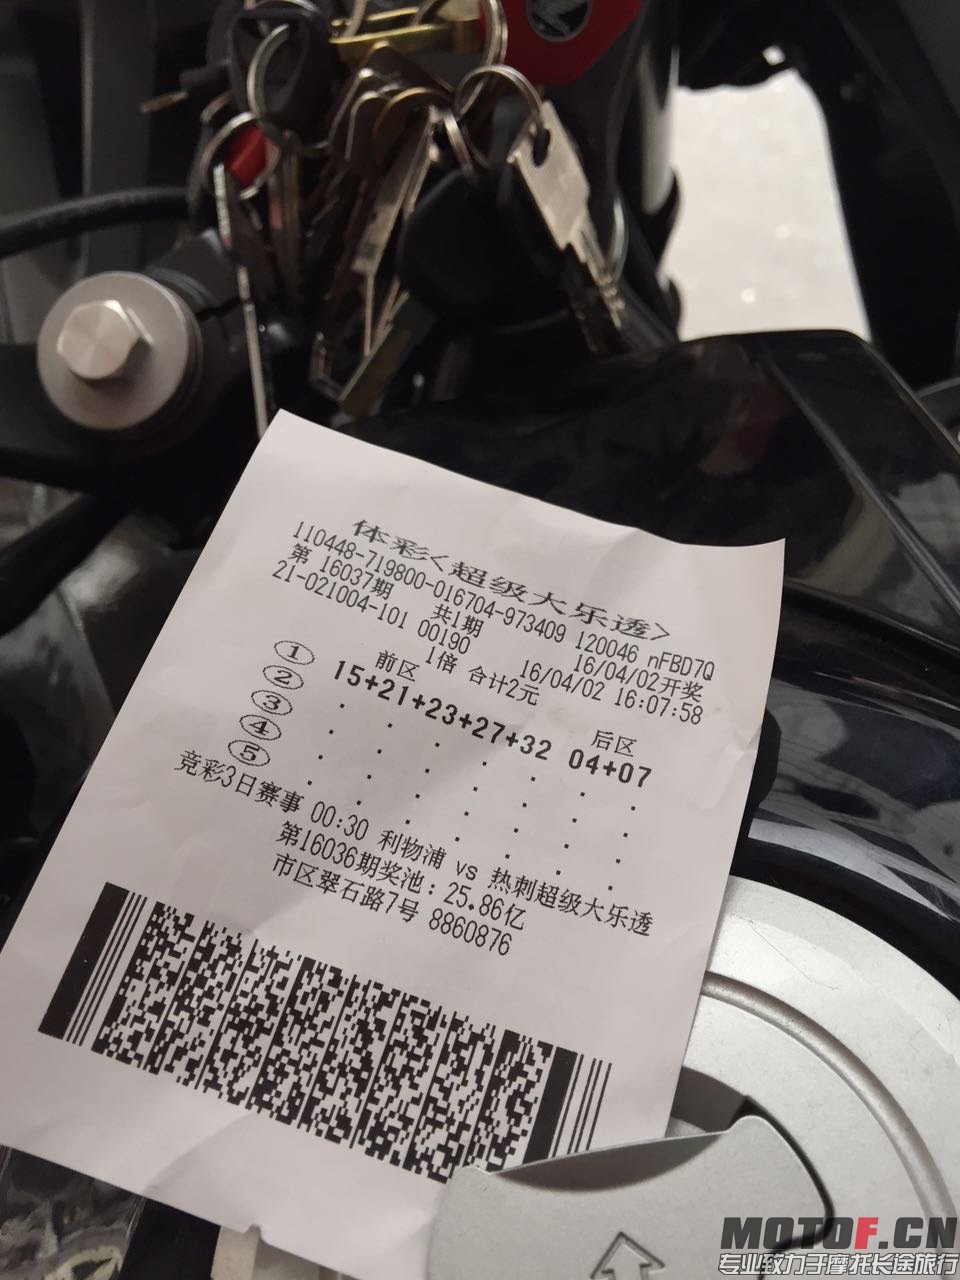 体彩<超级大乐透>
110448-719800-016704-973409 120046 nFBD7Q
第 16037期 共1期 16/04/02开奖
21-021004-101 00190 16/04/02 16:07:58
1倍 合计2元
前区 后区
① 15+21+23+27+32 04+07
②
③
④
⑤
竞彩3日赛事 00:30 利物浦 vs 热刺超级大乐透
第16036期奖池: 25.86亿
市区翠石路7号 8860876
MOTOF.CN
专业致力于摩托长途旅行